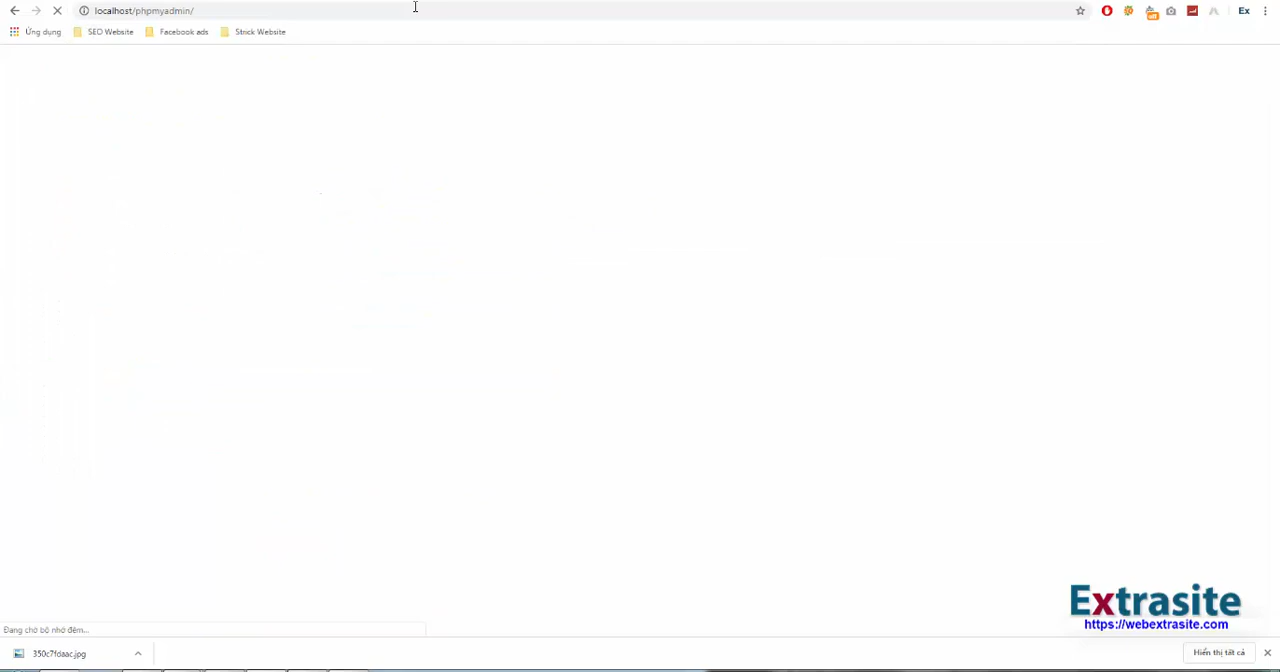 localhost/phpmyadmin/
Ex
Ứng dụng SEO Website Facebook ads Strick Website
Extrasite
https://webextrasite.com
Đang chờ bộ nhớ đệm...
350c7fdaac.jpg
Hiển thị tất cả